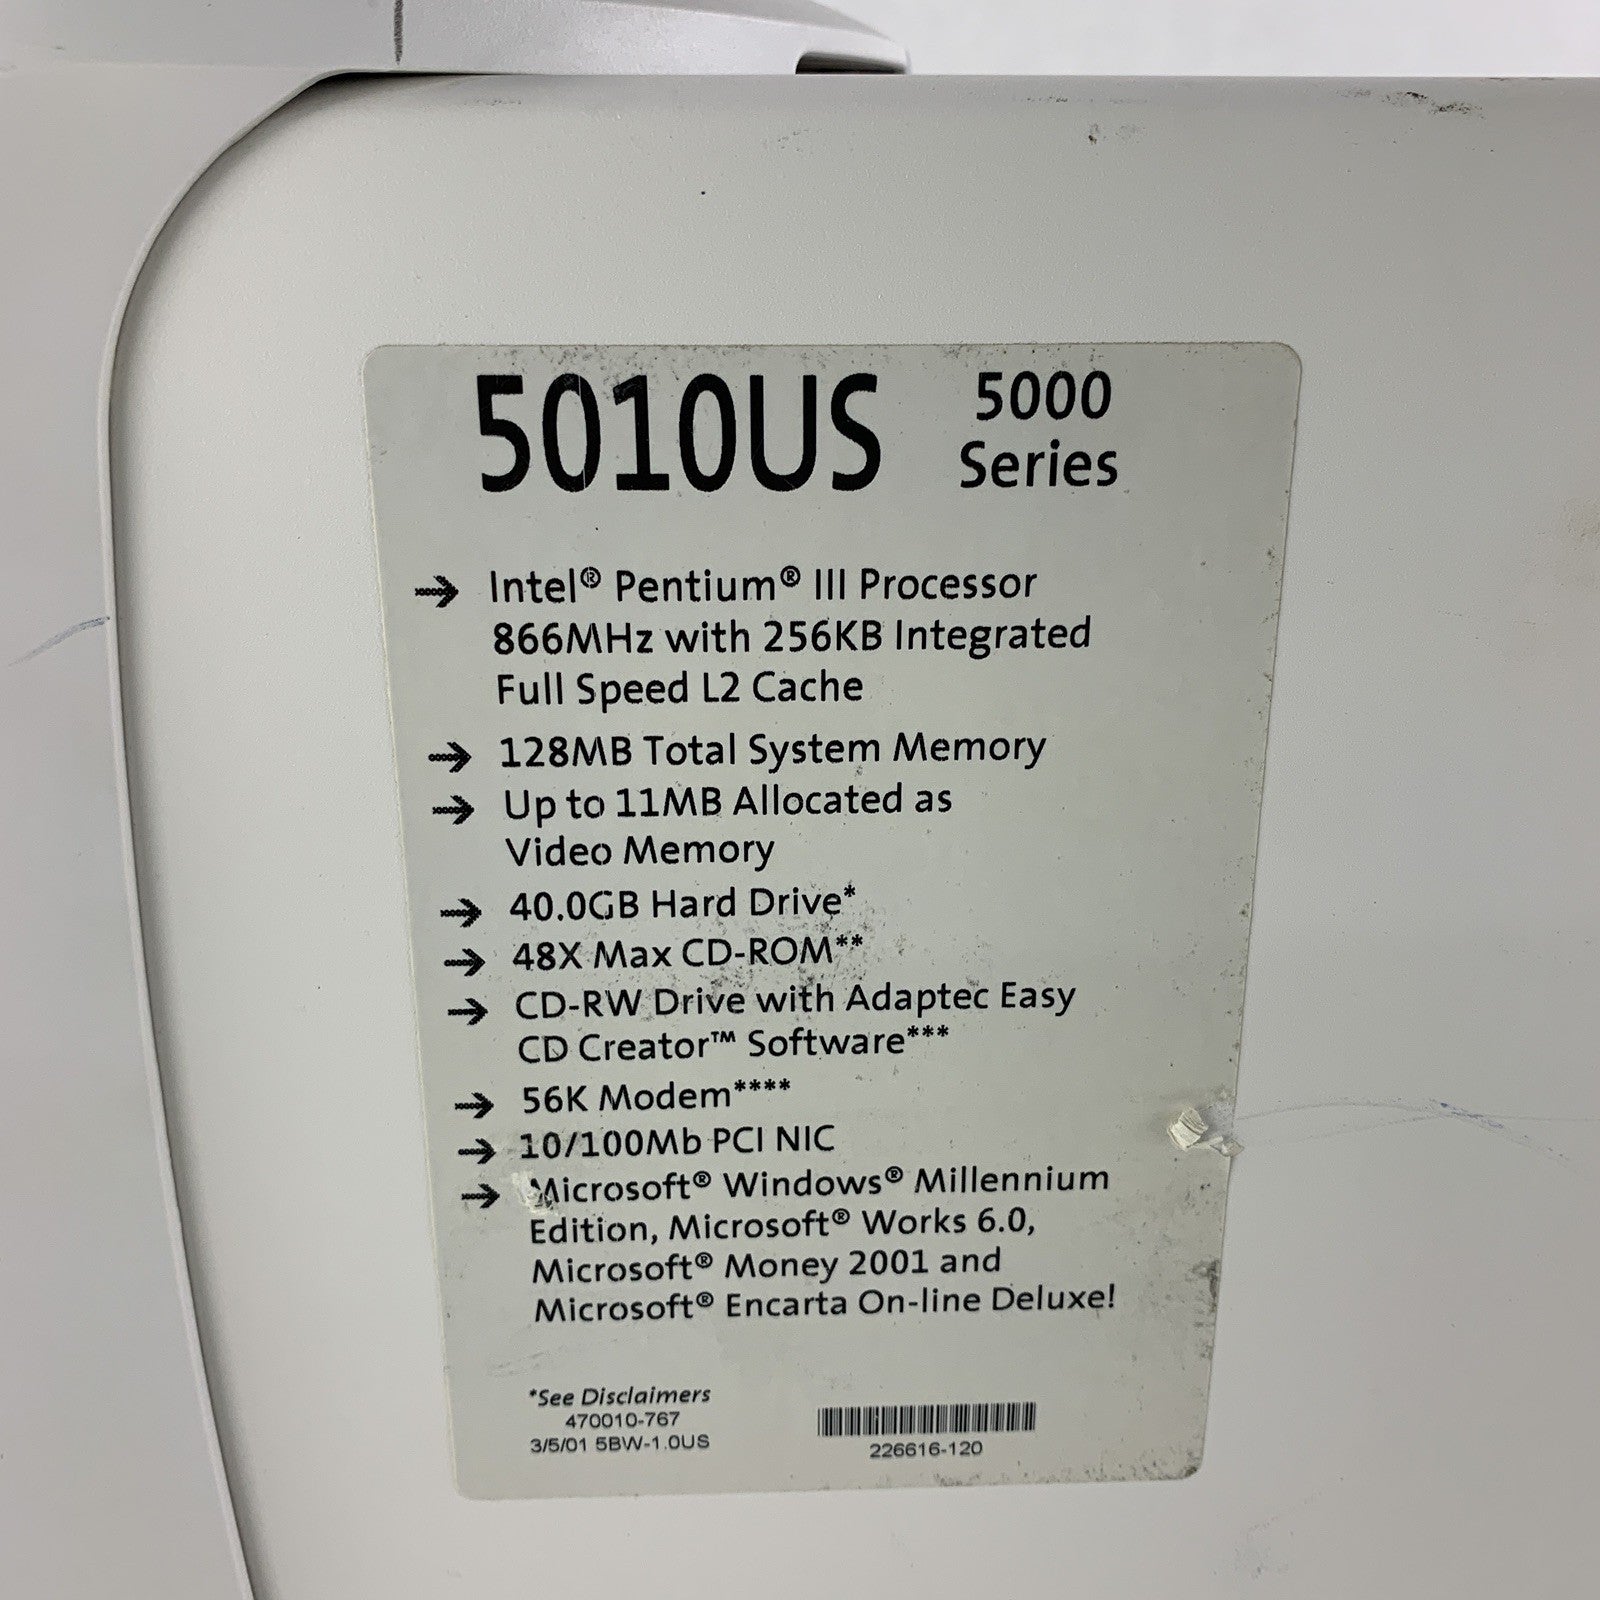 5010US 5000 Series
→ Intel® Pentium® III Processor
866MHz with 256KB Integrated
Full Speed L2 Cache
→ 128MB Total System Memory
→ Up to 11MB Allocated as
Video Memory
→ 40.0GB Hard Drive*
→ 48X Max CD-ROM**
→ CD-RW Drive with Adaptec Easy
CD Creator™ Software***
→ 56K Modem****
→ 10/100Mb PCI NIC
→ Microsoft® Windows® Millennium
Edition, Microsoft® Works 6.0,
Microsoft® Money 2001 and
Microsoft® Encarta On-line Deluxe!
*See Disclaimers
470010-767
3/5/01 5BW-1.0US
226616-120